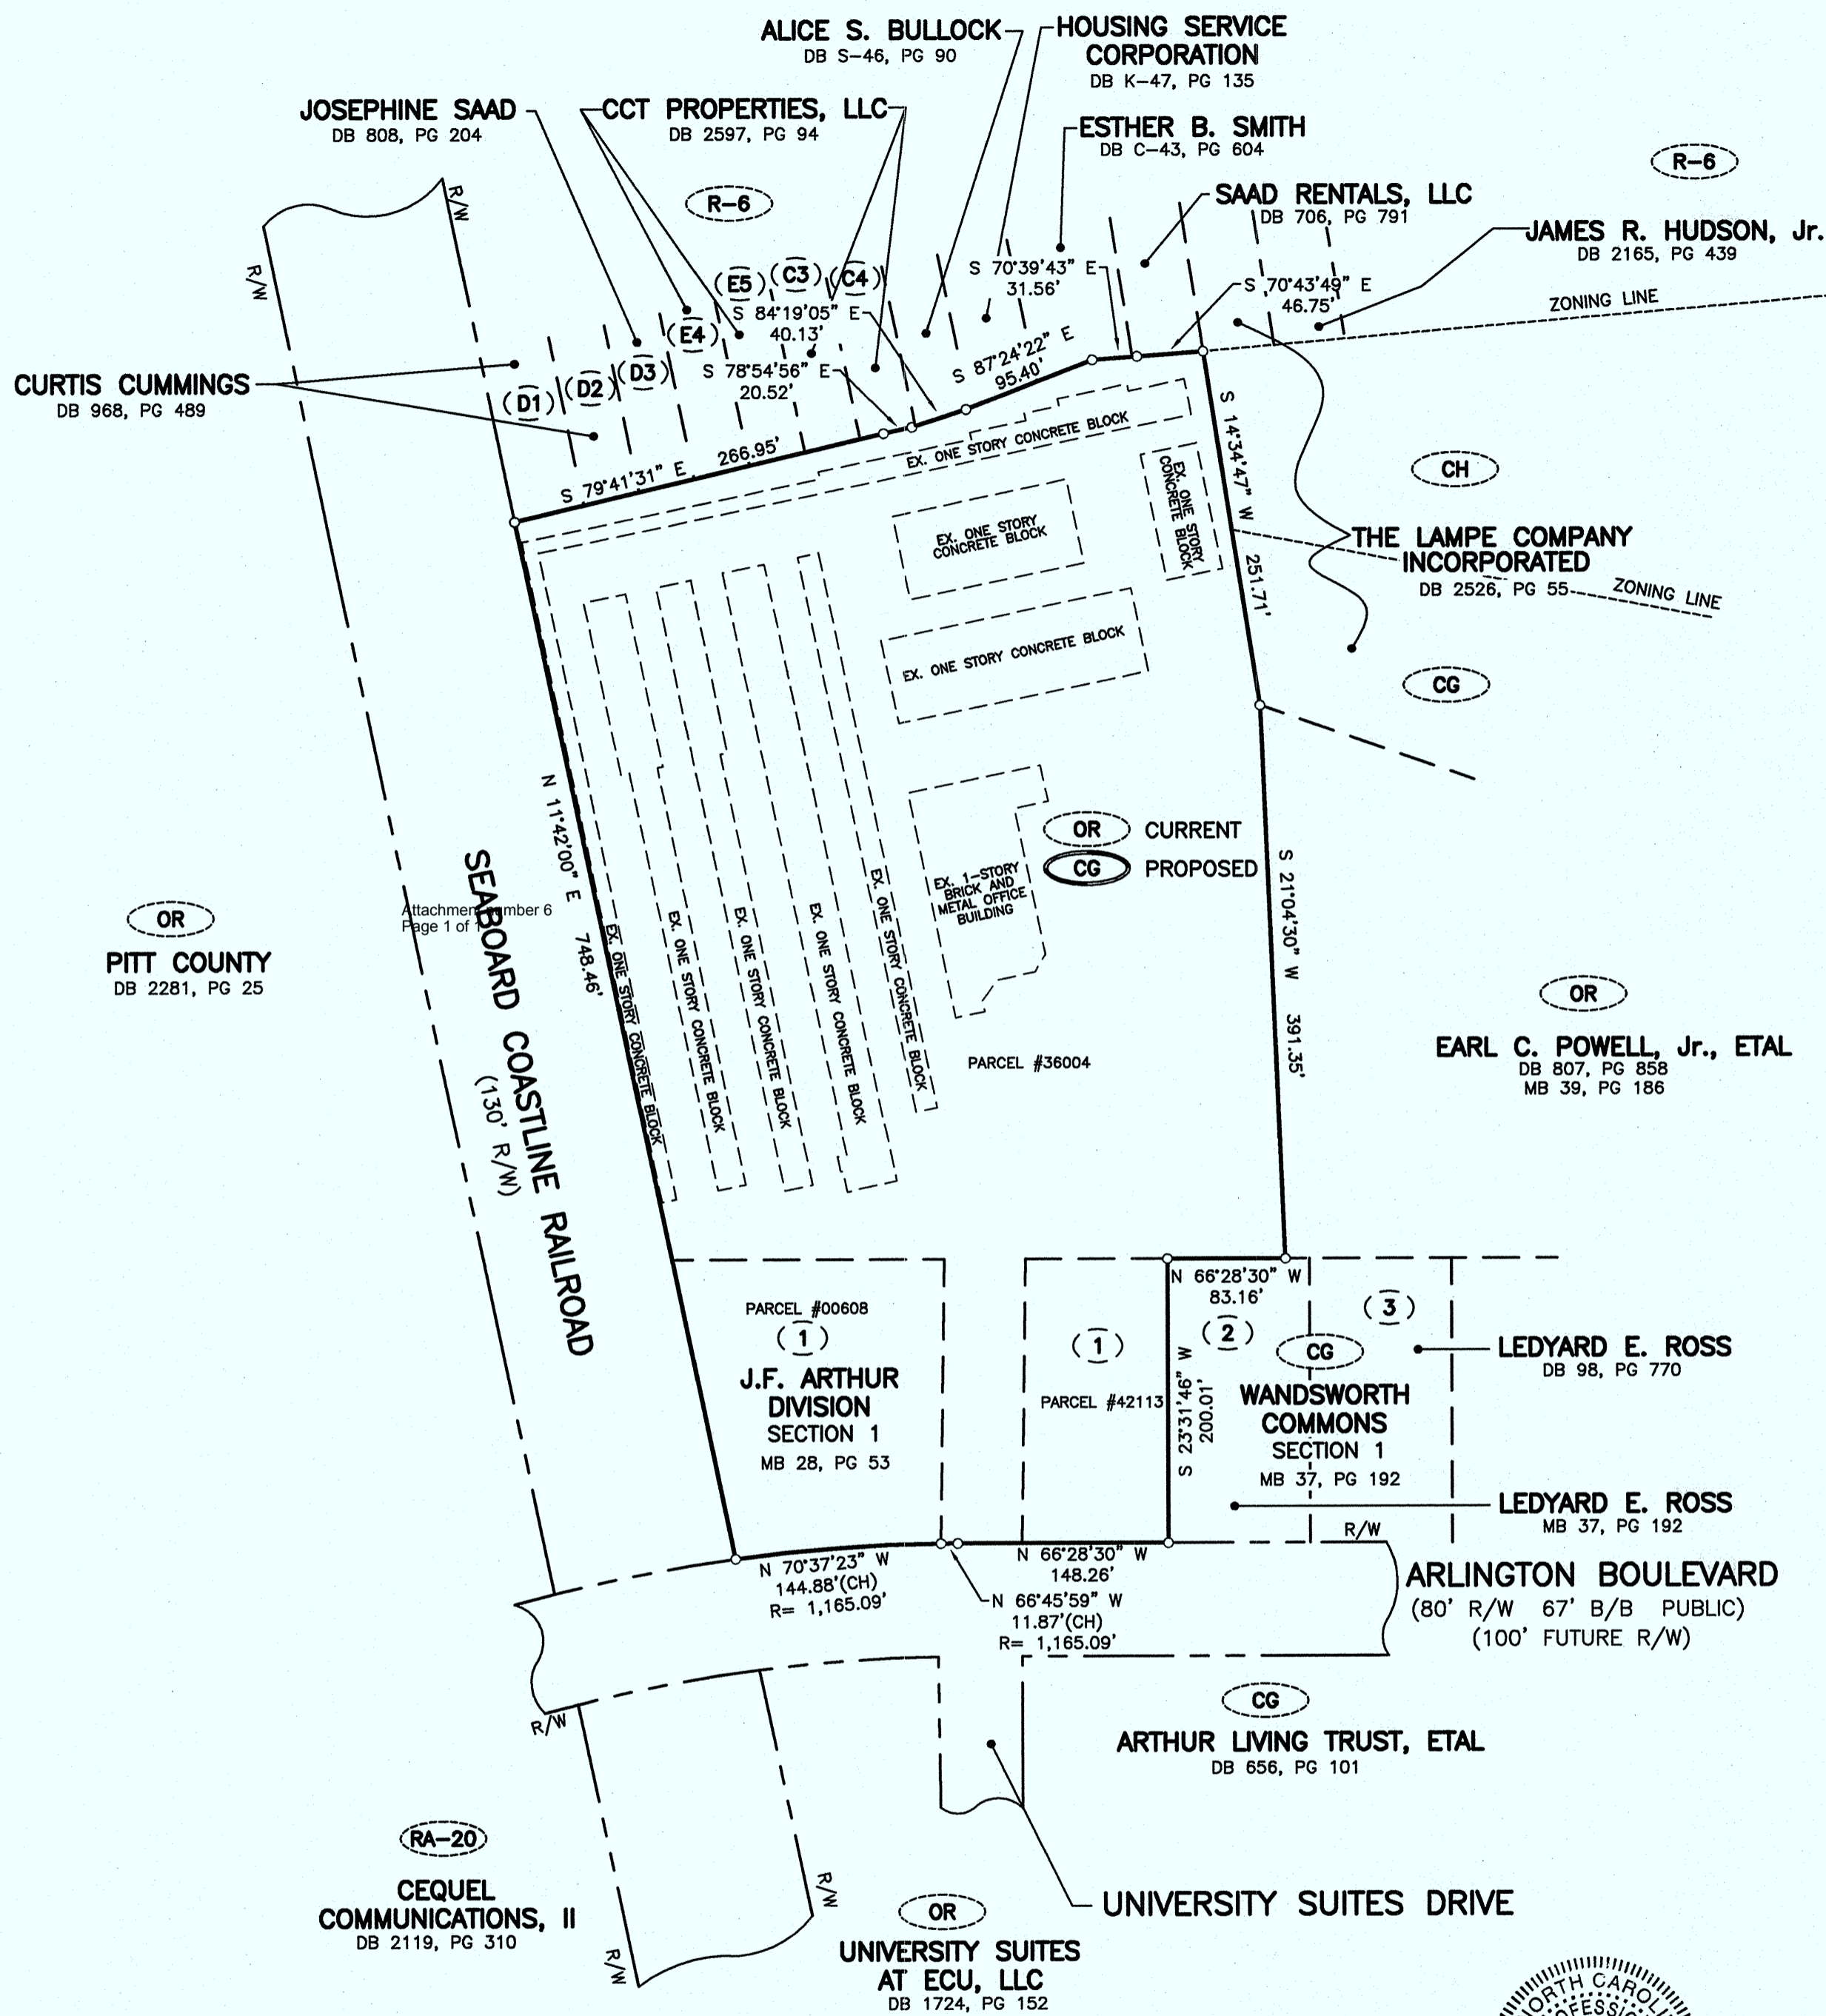 ALICE S. BULLOCK
DB S-46, PG 90
HOUSING SERVICE
CORPORATION
DB K-47, PG 135
JOSEPHINE SAAD
DB 808, PG 204
CCT PROPERTIES, LLC
DB 2597, PG 94
ESTHER B. SMITH
DB C-43, PG 604
R-6
R-6
SAAD RENTALS, LLC
DB 706, PG 791
JAMES R. HUDSON, Jr.
DB 2165, PG 439
R/W
R/W
ZONING LINE
CURTIS CUMMINGS
DB 968, PG 489
(D1)
(D2)
(D3)
(E4)
(E5)
(C3)
(C4)
S 79°41'31" E 266.95'
S 78°54'56" E
20.52'
S 84°19'05" E
40.13'
S 87°24'22" E
95.40'
S 70°39'43" E
31.56'
S 70°43'49" E
46.75'
S 14°34'47" W 251.71'
CH
THE LAMPE COMPANY
INCORPORATED
DB 2526, PG 55
ZONING LINE
CG
EX. ONE STORY CONCRETE BLOCK
EX. ONE STORY
CONCRETE BLOCK
EX. ONE STORY
CONCRETE BLOCK
EX. ONE STORY CONCRETE BLOCK
OR CURRENT
CG PROPOSED
EX. 1-STORY
BRICK AND
METAL OFFICE
BUILDING
EX. ONE STORY CONCRETE BLOCK
EX. ONE STORY CONCRETE BLOCK
EX. ONE STORY CONCRETE BLOCK
EX. ONE STORY CONCRETE BLOCK
EX. ONE STORY CONCRETE BLOCK
N 11°42'00" E 748.46'
S 21°04'30" W 391.35'
PARCEL #36004
OR
PITT COUNTY
DB 2281, PG 25
Attachment number 6
Page 1 of 1
SEABOARD COASTLINE RAILROAD
(130' R/W)
OR
EARL C. POWELL, Jr., ETAL
DB 807, PG 858
MB 39, PG 186
PARCEL #00608
(1)
J.F. ARTHUR
DIVISION
SECTION 1
MB 28, PG 53
(1)
PARCEL #42113
N 66°28'30" W
83.16'
(2)
S 23°31'46" W
200.01'
(3)
CG
WANDSWORTH
COMMONS
SECTION 1
MB 37, PG 192
LEDYARD E. ROSS
DB 98, PG 770
LEDYARD E. ROSS
MB 37, PG 192
R/W
N 70°37'23" W
144.88'(CH)
R= 1,165.09'
N 66°28'30" W
148.26'
N 66°45'59" W
11.87'(CH)
R= 1,165.09'
ARLINGTON BOULEVARD
(80' R/W 67' B/B PUBLIC)
(100' FUTURE R/W)
R/W
CG
ARTHUR LIVING TRUST, ETAL
DB 656, PG 101
RA-20
CEQUEL
COMMUNICATIONS, II
DB 2119, PG 310
R/W
R/W
OR
UNIVERSITY SUITES
AT ECU, LLC
DB 1724, PG 152
UNIVERSITY SUITES DRIVE
NORTH CAROLI